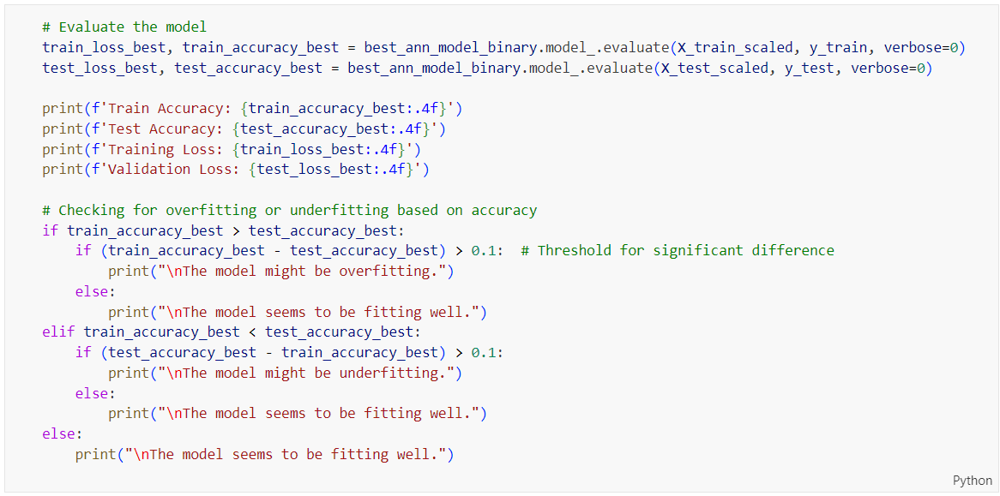 # Evaluate the model
train_loss_best, train_accuracy_best = best_ann_model_binary.model_.evaluate(X_train_scaled, y_train, verbose=0)
test_loss_best, test_accuracy_best = best_ann_model_binary.model_.evaluate(X_test_scaled, y_test, verbose=0)

print(f'Train Accuracy: {train_accuracy_best:.4f}')
print(f'Test Accuracy: {test_accuracy_best:.4f}')
print(f'Training Loss: {train_loss_best:.4f}')
print(f'Validation Loss: {test_loss_best:.4f}')

# Checking for overfitting or underfitting based on accuracy
if train_accuracy_best > test_accuracy_best:
    if (train_accuracy_best - test_accuracy_best) > 0.1:  # Threshold for significant difference
        print("\nThe model might be overfitting.")
    else:
        print("\nThe model seems to be fitting well.")
elif train_accuracy_best < test_accuracy_best:
    if (test_accuracy_best - train_accuracy_best) > 0.1:
        print("\nThe model might be underfitting.")
    else:
        print("\nThe model seems to be fitting well.")
else:
    print("\nThe model seems to be fitting well.")
Python